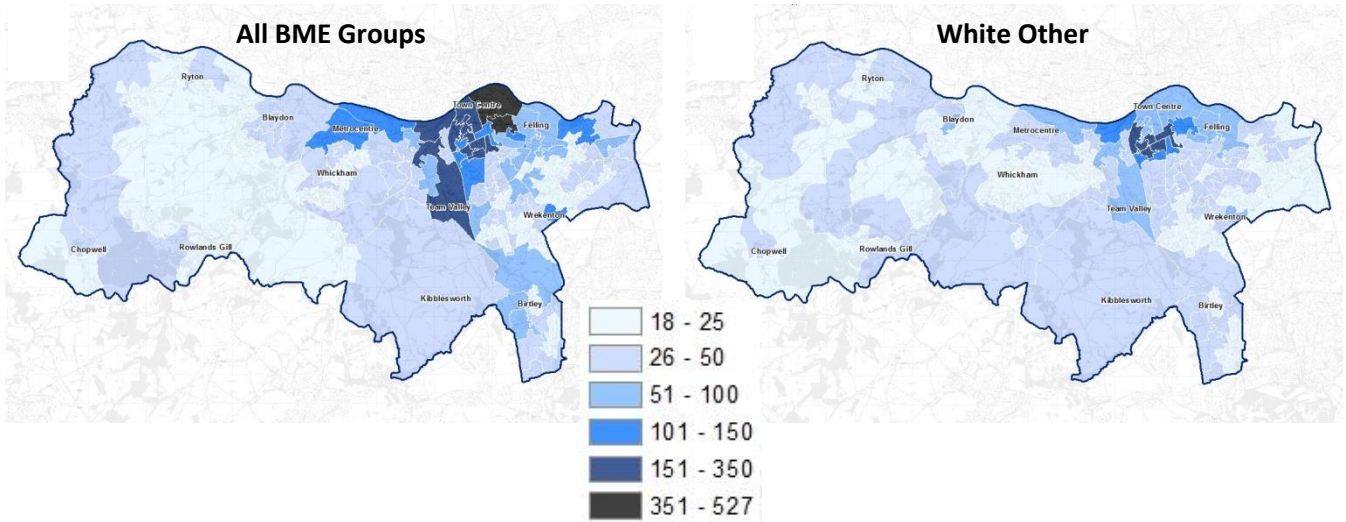 All BME Groups
White Other
Ryton
Town Centre
Blaydon
Metrocentre
Felling
Whickham
Team Valley
Wrekenton
Chopwell
Rowlands Gill
Kibblesworth
Birtley
Ryton
Town Centre
Blaydon
Metrocentre
Felling
Whickham
Team Valley
Wrekenton
Chopwell
Rowlands Gill
Kibblesworth
Birtley
18 - 25
26 - 50
51 - 100
101 - 150
151 - 350
351 - 527